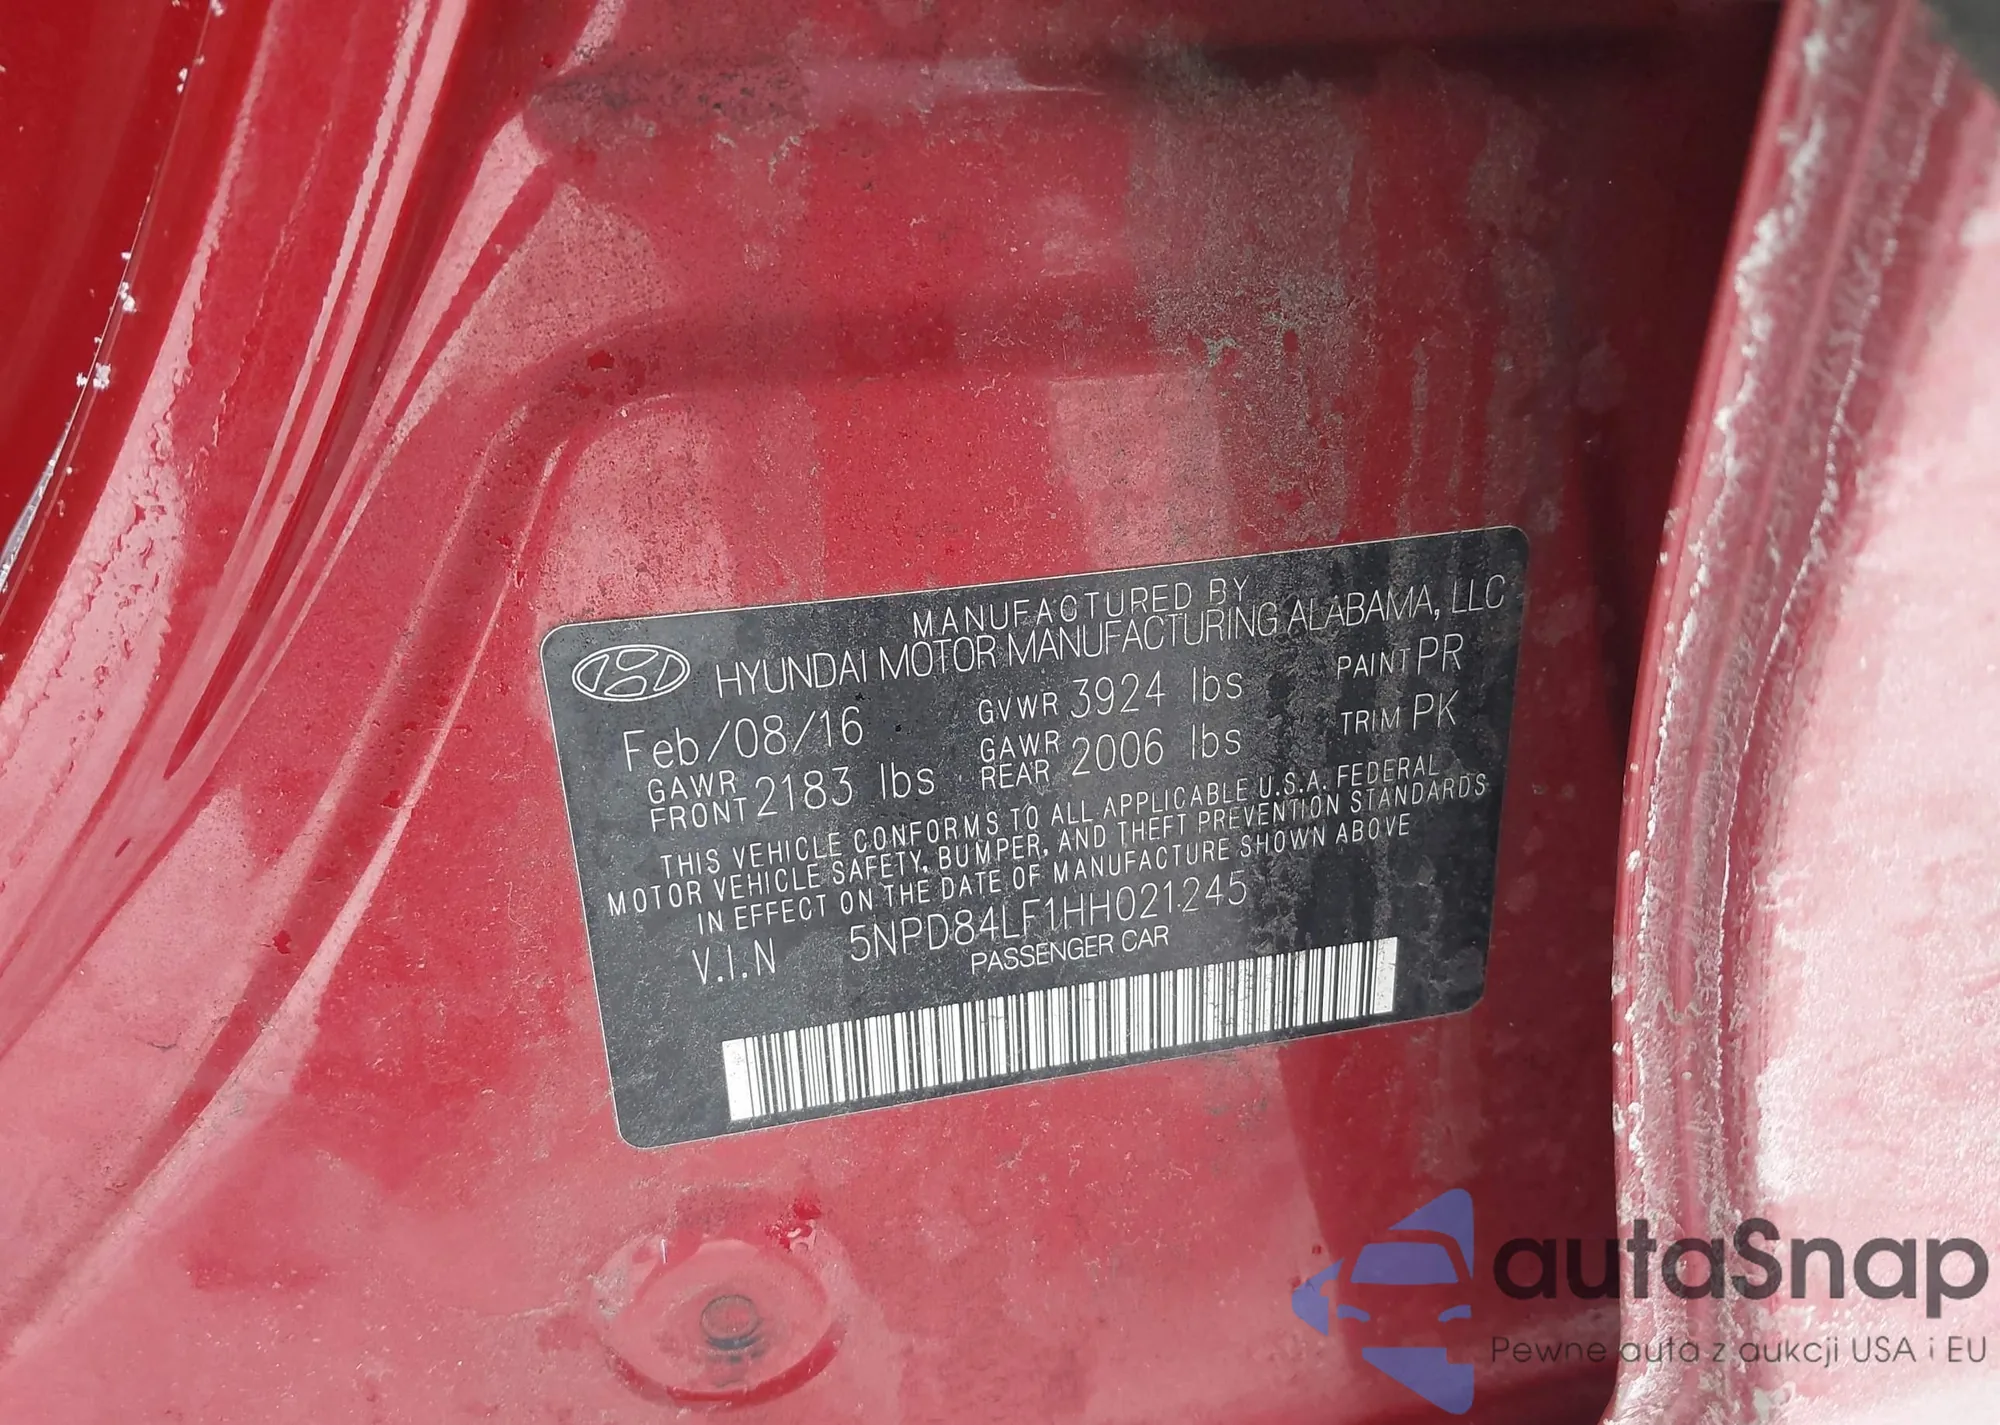 MANUFACTURED BY
HYUNDAI MOTOR MANUFACTURING ALABAMA, LLC
Feb/08/16 GVWR 3924 lbs PAINT PR
GAWR FRONT 2183 lbs GAWR REAR 2006 lbs TRIM PK
THIS VEHICLE CONFORMS TO ALL APPLICABLE U.S.A. FEDERAL
MOTOR VEHICLE SAFETY, BUMPER, AND THEFT PREVENTION STANDARDS
IN EFFECT ON THE DATE OF MANUFACTURE SHOWN ABOVE
V.I.N 5NPD84LF1HH021245
PASSENGER CAR
autaSnap
Pewne auta z aukcji USA i EU